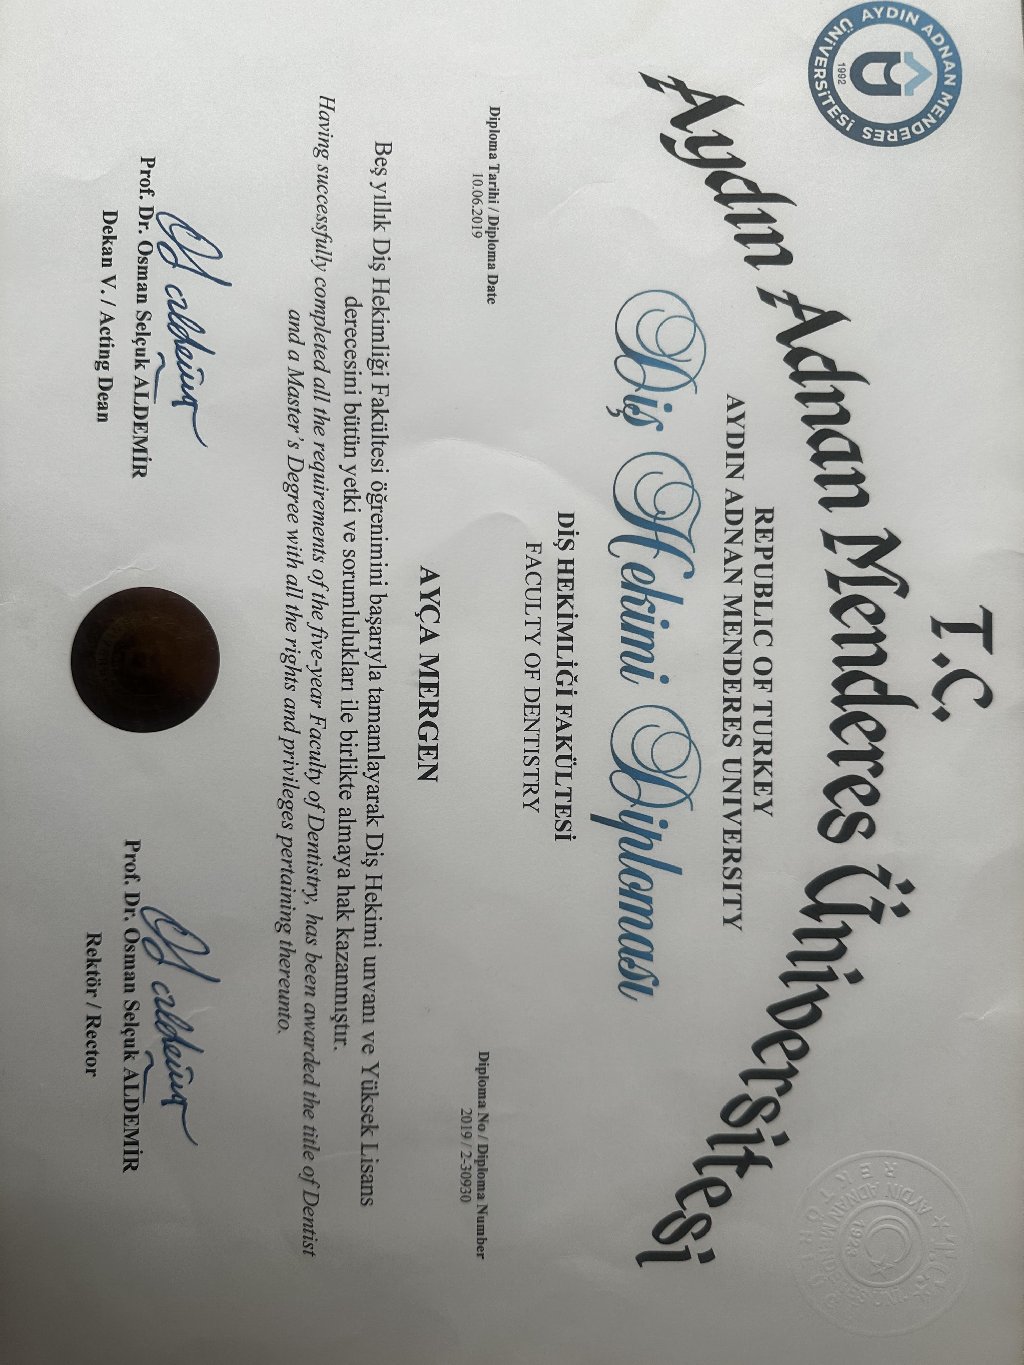 AYDIN ADNAN MENDERES ÜNİVERSİTESİ
1992
T.C.
Aydın Adnan Menderes Üniversitesi
REPUBLIC OF TURKEY
AYDIN ADNAN MENDERES UNIVERSITY
Diş Hekimi Diploması
DİŞ HEKİMLİĞİ FAKÜLTESİ
FACULTY OF DENTISTRY
Diploma Tarihi / Diploma Date
10.06.2019
Diploma No / Diploma Number
2019 / 2-30930
AYÇA MERGEN
Beş yıllık Diş Hekimliği Fakültesi öğrenimini başarıyla tamamlayarak Diş Hekimi unvanı ve Yüksek Lisans
derecesini bütün yetki ve sorumlulukları ile birlikte almaya hak kazanmıştır.
Having successfully completed all the requirements of the five-year Faculty of Dentistry, has been awarded the title of Dentist
and a Master's Degree with all the rights and privileges pertaining thereunto.
Prof. Dr. Osman Selçuk ALDEMİR
Dekan V. / Acting Dean
Prof. Dr. Osman Selçuk ALDEMİR
Rektör / Rector